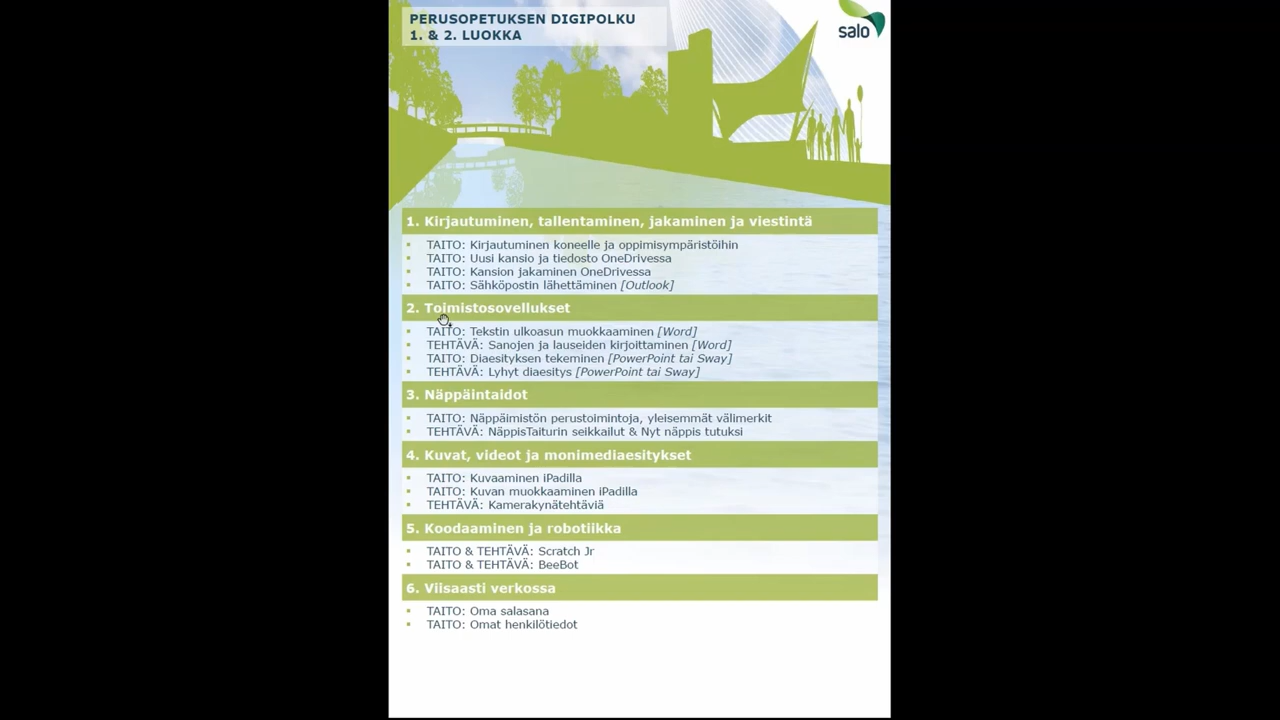 PERUSOPETUKSEN DIGIPOLKU
1. & 2. LUOKKA
salo
1. Kirjautuminen, tallentaminen, jakaminen ja viestintä
▪ TAITO: Kirjautuminen koneelle ja oppimisympäristöihin
▪ TAITO: Uusi kansio ja tiedosto OneDrivessa
▪ TAITO: Kansion jakaminen OneDrivessa
▪ TAITO: Sähköpostin lähettäminen [Outlook]
2. Toimistosovellukset
▪ TAITO: Tekstin ulkoasun muokkaaminen [Word]
▪ TEHTÄVÄ: Sanojen ja lauseiden kirjoittaminen [Word]
▪ TAITO: Diaesityksen tekeminen [PowerPoint tai Sway]
▪ TEHTÄVÄ: Lyhyt diaesitys [PowerPoint tai Sway]
3. Näppäintaidot
▪ TAITO: Näppäimistön perustoimintoja, yleisemmät välimerkit
▪ TEHTÄVÄ: NäppisTaiturin seikkailut & Nyt näppis tutuksi
4. Kuvat, videot ja monimediaesitykset
▪ TAITO: Kuvaaminen iPadilla
▪ TAITO: Kuvan muokkaaminen iPadilla
▪ TEHTÄVÄ: Kamerakynätehtäviä
5. Koodaaminen ja robotiikka
▪ TAITO & TEHTÄVÄ: Scratch Jr
▪ TAITO & TEHTÄVÄ: BeeBot
6. Viisaasti verkossa
▪ TAITO: Oma salasana
▪ TAITO: Omat henkilötiedot